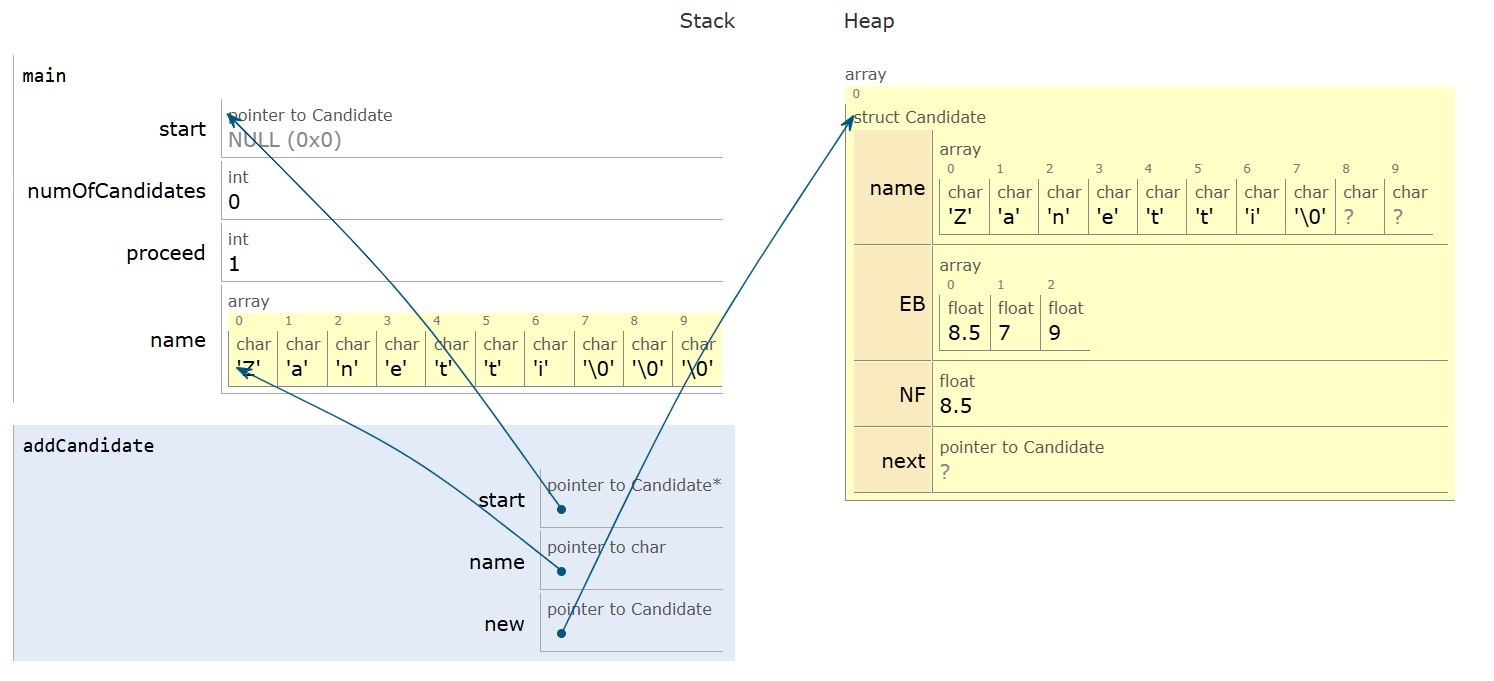 Stack Heap
main
start
pointer to Candidate
NULL (0x0)
numOfCandidates
int
0
proceed
int
1
name
array
0 1 2 3 4 5 6 7 8 9
char char char char char char char char char char
'Z' 'a' 'n' 'e' 't' 't' 'i' '\0' '\0' '\0'
addCandidate
start
pointer to Candidate*
name
pointer to char
new
pointer to Candidate
array
0
struct Candidate
name
array
0 1 2 3 4 5 6 7 8 9
char char char char char char char char char char
'Z' 'a' 'n' 'e' 't' 't' 'i' '\0' ? ?
EB
array
0 1 2
float float float
8.5 7 9
NF
float
8.5
next
pointer to Candidate
?